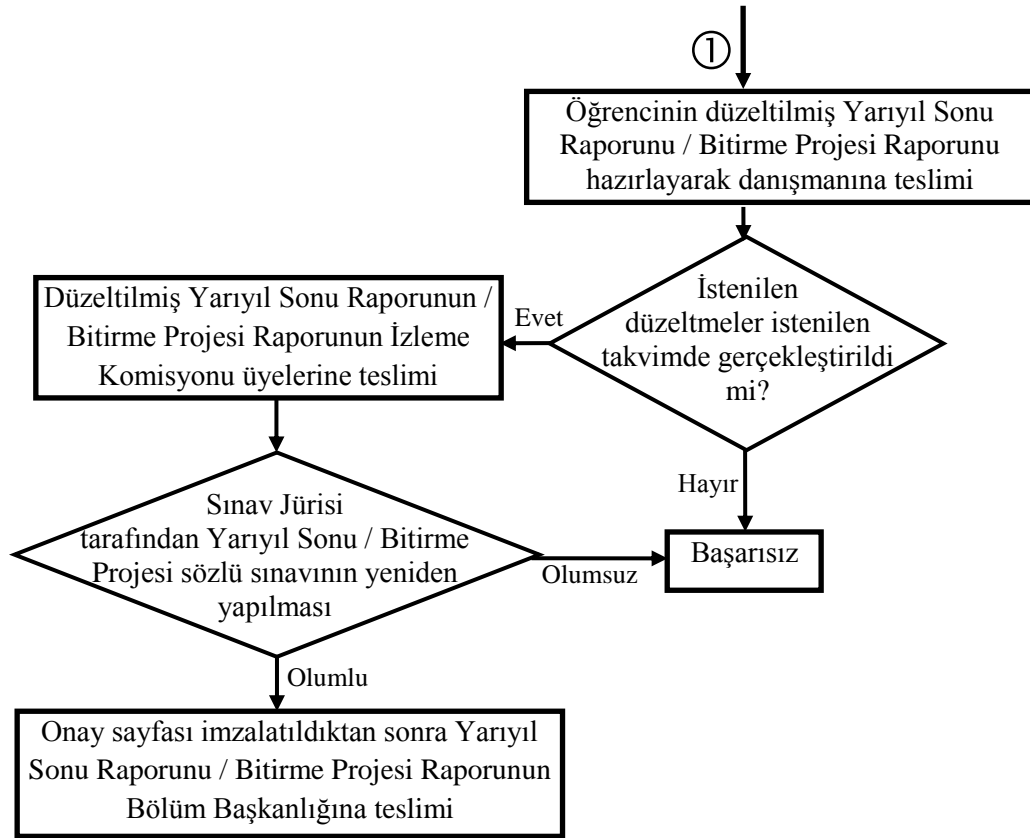 ①
Öğrencinin düzeltilmiş Yarıyıl Sonu
Raporunu / Bitirme Projesi Raporunu
hazırlayarak danışmanına teslimi
İstenilen
düzeltmeler istenilen
takvimde gerçekleştirildi
mi?
Evet
Düzeltilmiş Yarıyıl Sonu Raporunun /
Bitirme Projesi Raporunun İzleme
Komisyonu üyelerine teslimi
Hayır
Sınav Jürisi
tarafından Yarıyıl Sonu / Bitirme
Projesi sözlü sınavının yeniden
yapılması
Olumsuz
Başarısız
Olumlu
Onay sayfası imzalatıldıktan sonra Yarıyıl
Sonu Raporunu / Bitirme Projesi Raporunun
Bölüm Başkanlığına teslimi